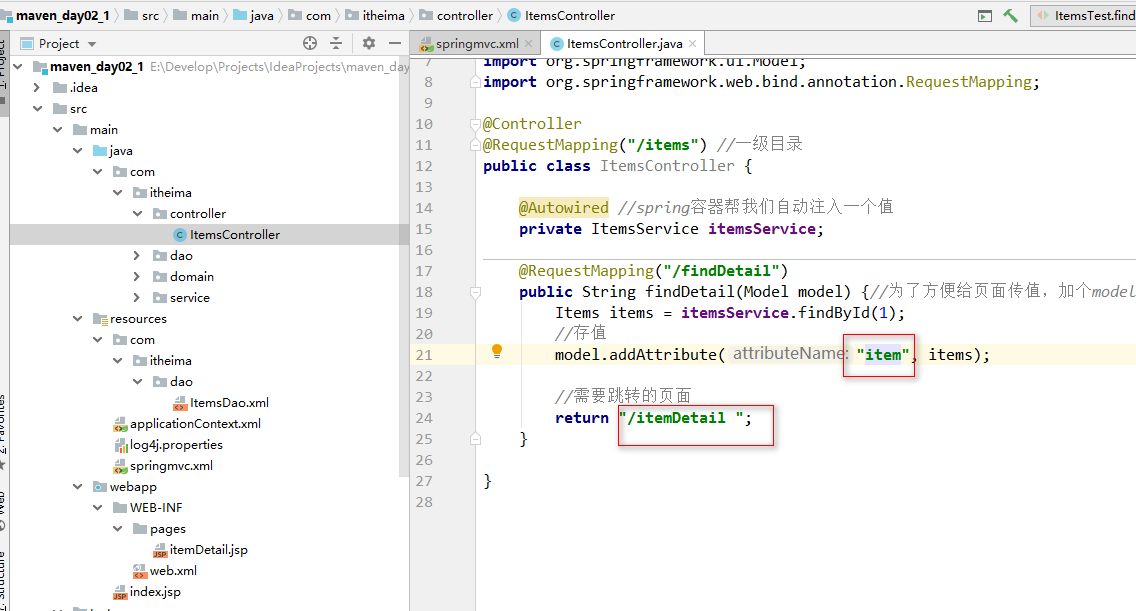 maven_day02_1 src main java com itheima controller ItemsController ItemsTest.find
Project
springmvc.xml ItemsController.java
maven_day02_1 E:\Develop\Projects\IdeaProjects\maven_day
.idea
src
main
java
com
itheima
controller
ItemsController
dao
domain
service
resources
com
itheima
dao
ItemsDao.xml
applicationContext.xml
log4j.properties
springmvc.xml
webapp
WEB-INF
pages
itemDetail.jsp
web.xml
index.jsp
7 import org.springframework.ui.Model;
8 import org.springframework.web.bind.annotation.RequestMapping;
9
10 @Controller
11 @RequestMapping("/items") //一级目录
12 public class ItemsController {
13
14 @Autowired //spring容器帮我们自动注入一个值
15 private ItemsService itemsService;
16
17 @RequestMapping("/findDetail")
18 public String findDetail(Model model) {//为了方便给页面传值，加个model
19 Items items = itemsService.findById(1);
20 //存值
21 model.addAttribute( attributeName: "item", items);
22
23 //需要跳转的页面
24 return "/itemDetail ";
25 }
26
27 }
28
1: Project
2: Favorites
Web
7: Structure